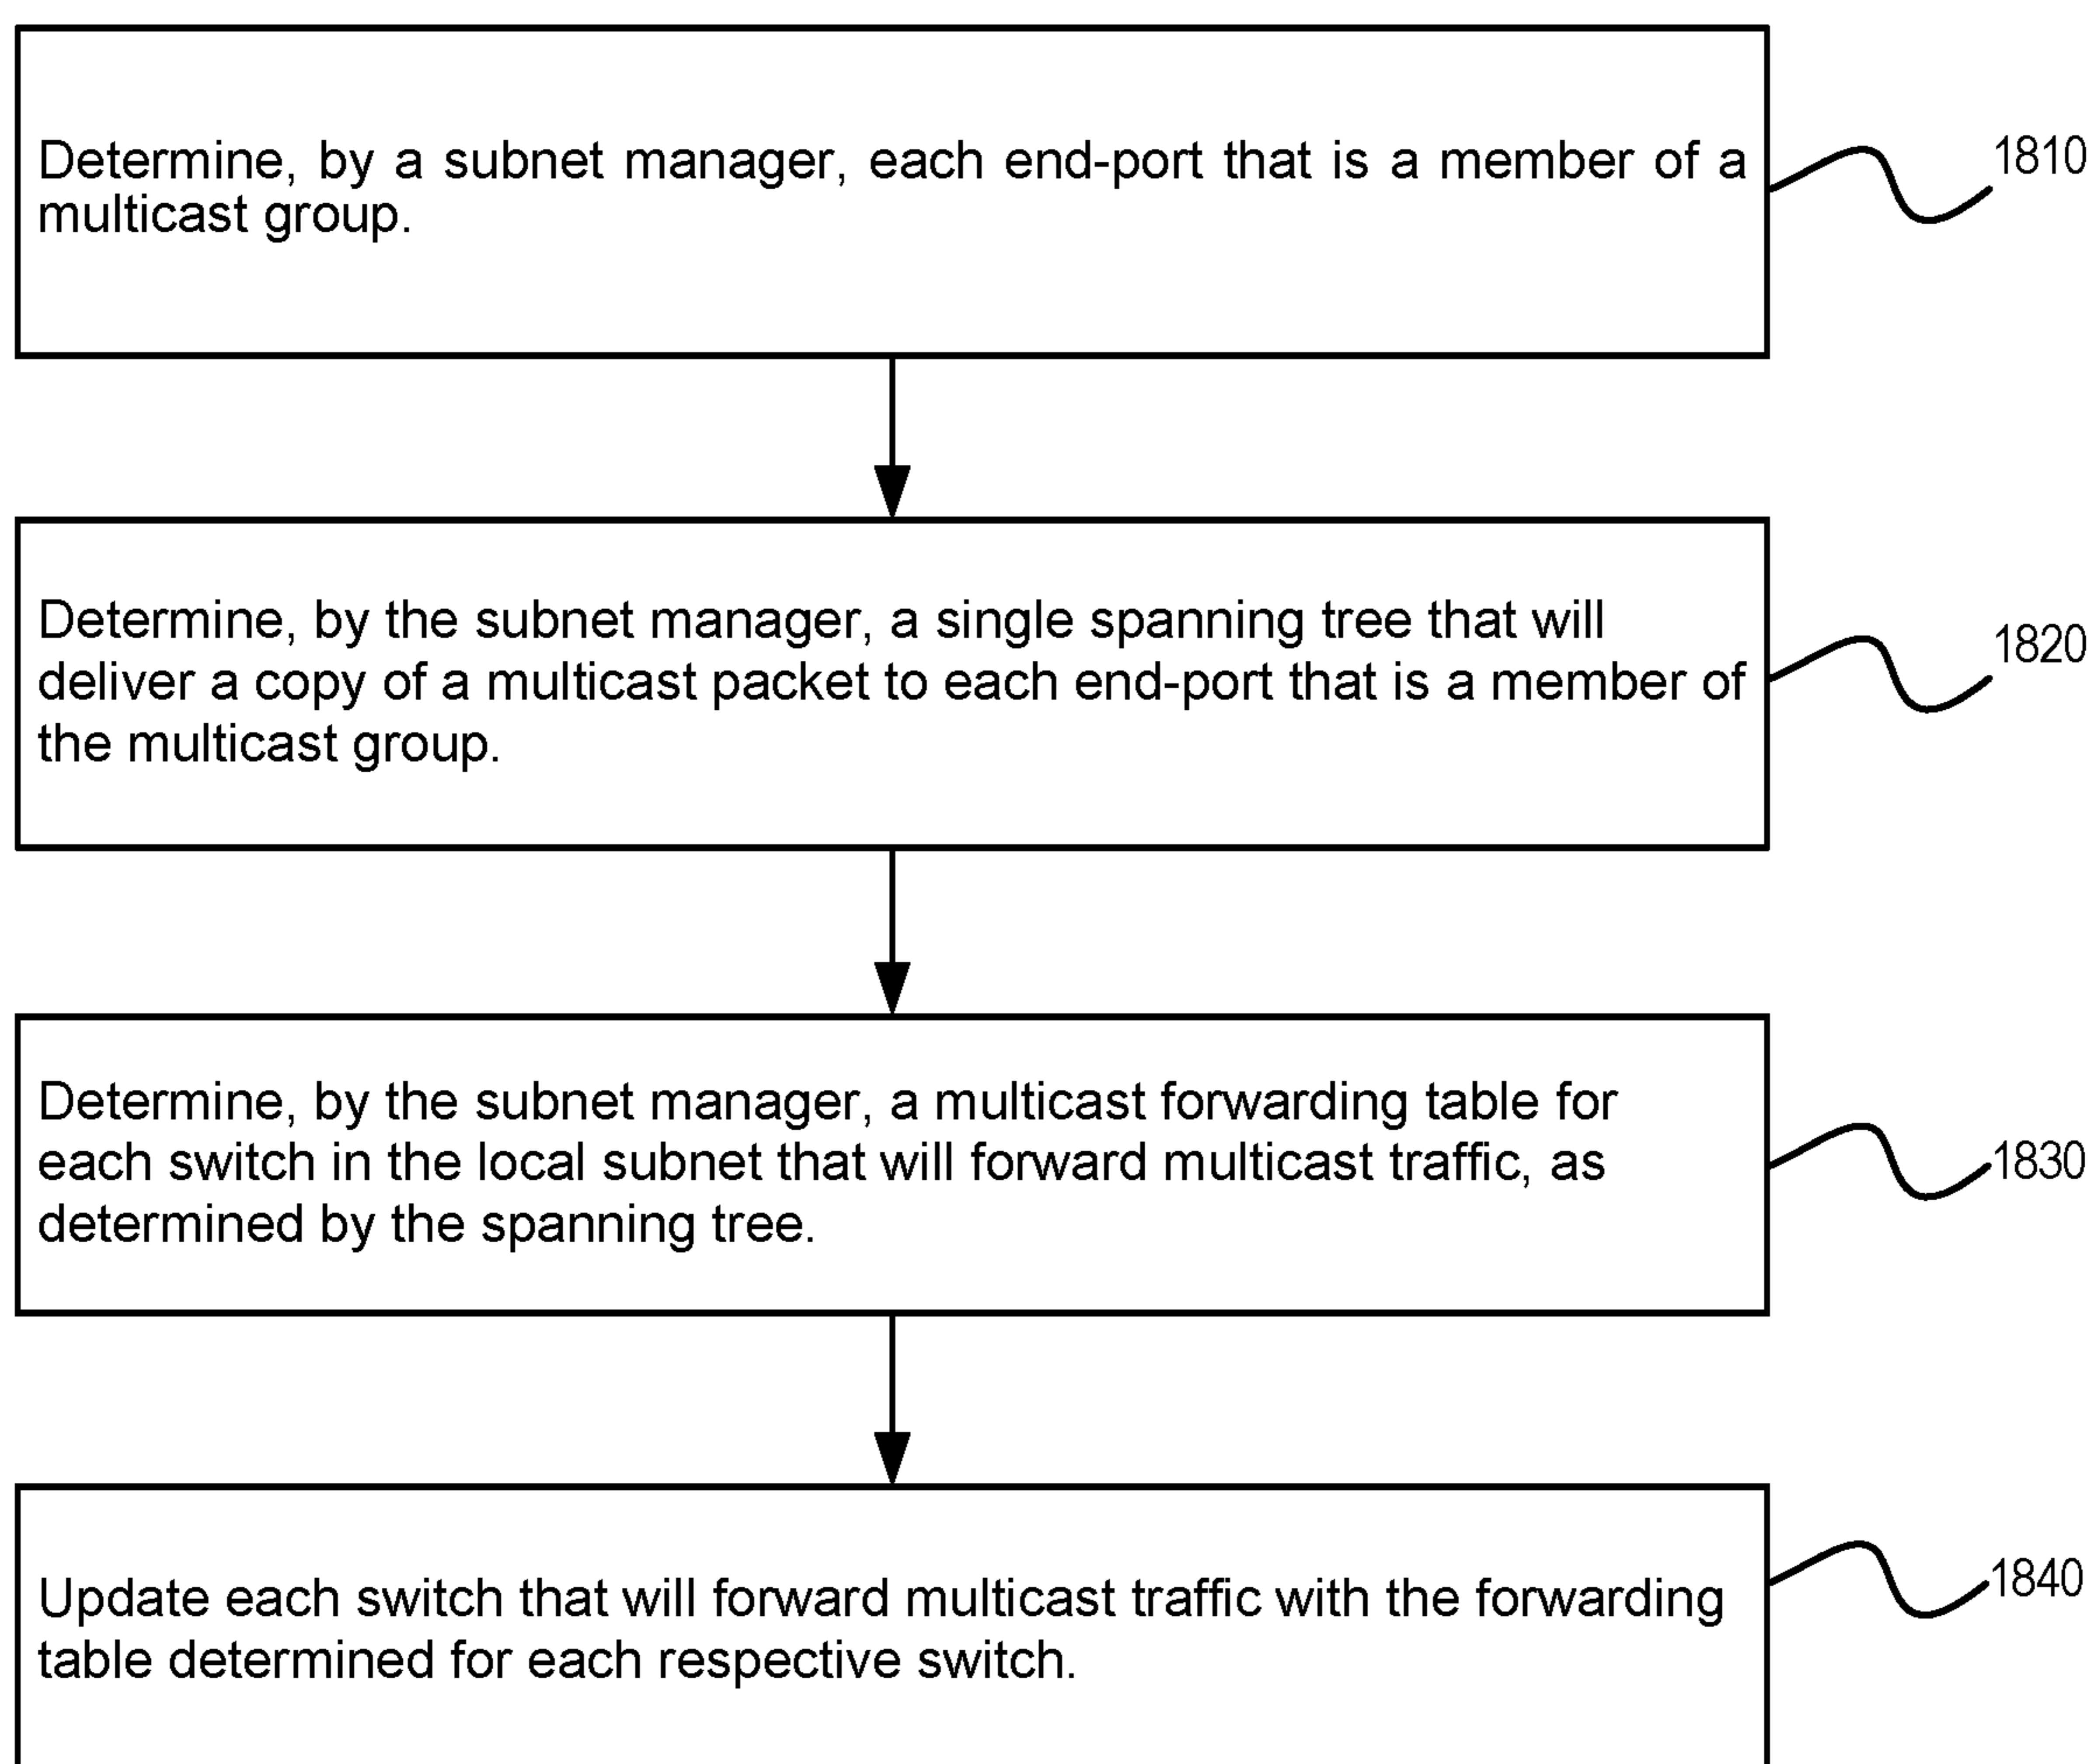 Determine, by a subnet manager, each end-port that is a member of a
multicast group.
1810
Determine, by the subnet manager, a single spanning tree that will
deliver a copy of a multicast packet to each end-port that is a member of
the multicast group.
1820
Determine, by the subnet manager, a multicast forwarding table for
each switch in the local subnet that will forward multicast traffic, as
determined by the spanning tree.
1830
Update each switch that will forward multicast traffic with the forwarding
table determined for each respective switch.
1840